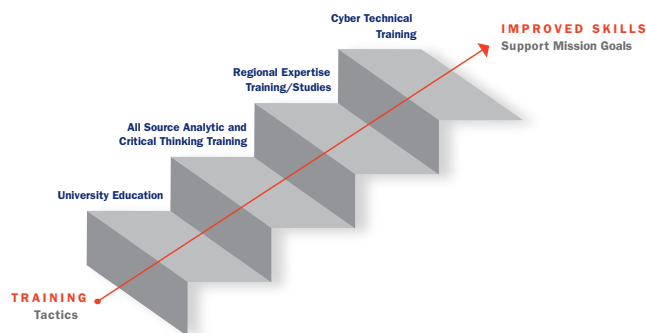 Cyber Technical
Training
IMPROVED SKILLS
Support Mission Goals
Regional Expertise
Training/Studies
All Source Analytic and
Critical Thinking Training
University Education
TRAINING
Tactics